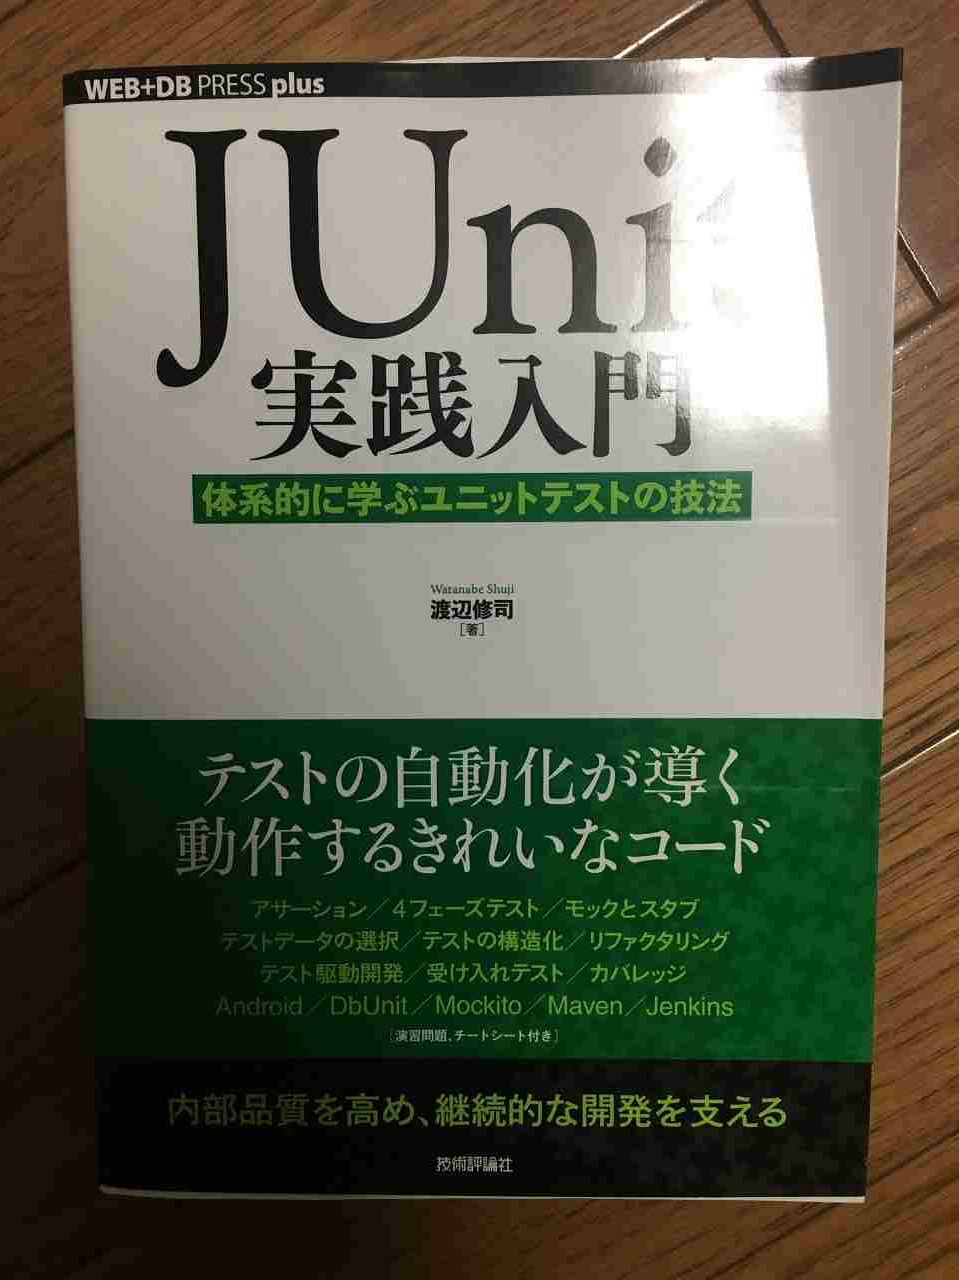 WEB+DB PRESS plus
JUnit
実践入門
体系的に学ぶユニットテストの技法
Watanabe Shuji
渡辺修司
[著]
テストの自動化が導く
動作するきれいなコード
アサーション／4フェーズテスト／モックとスタブ
テストデータの選択／テストの構造化／リファクタリング
テスト駆動開発／受け入れテスト／カバレッジ
Android／DbUnit／Mockito／Maven／Jenkins
[演習問題、チートシート付き]
内部品質を高め、継続的な開発を支える
技術評論社